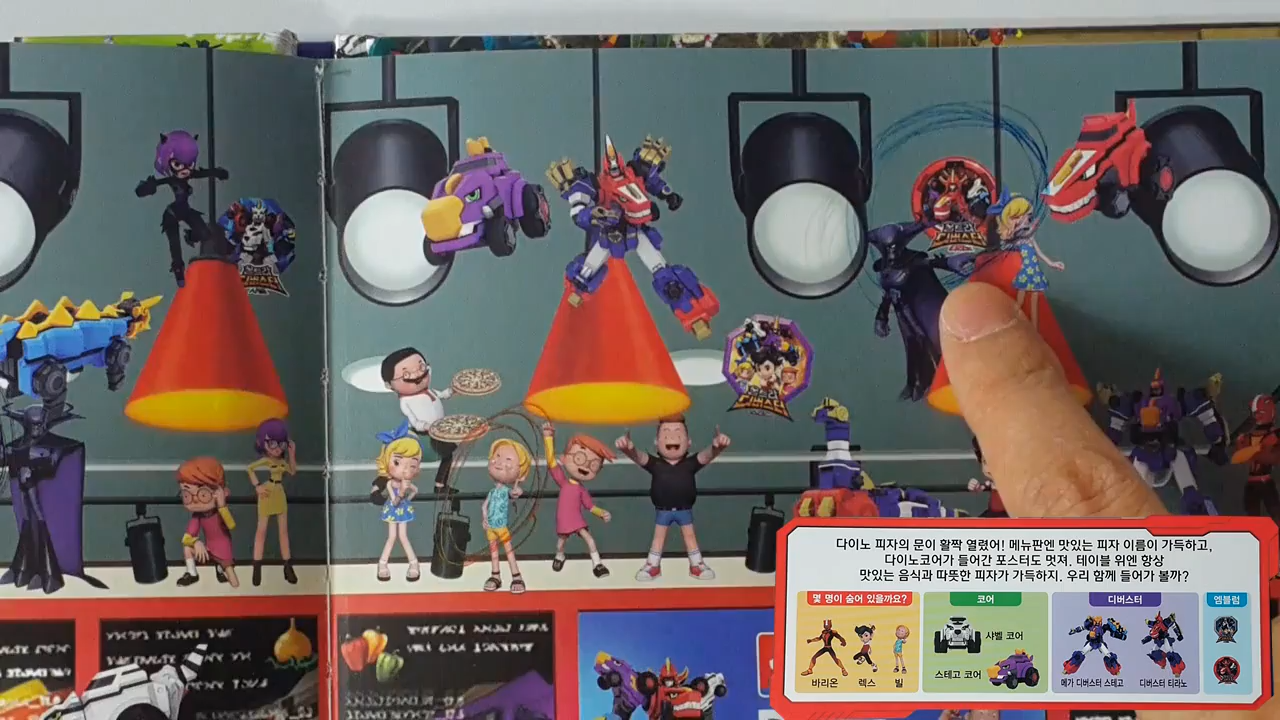 다이노 피자의 문이 활짝 열렸어! 메뉴판엔 맛있는 피자 이름이 가득하고,
다이노코어가 들어간 포스터도 멋져. 테이블 위엔 항상
맛있는 음식과 따뜻한 피자가 가득하지. 우리 함께 들어가 볼까?
몇 명이 숨어 있을까요?
코어
디버스터
엠블럼
샤벨 코어
스테고 코어
바리온
렉스
빌
메가 디버스터 스테고
디버스터 티라노